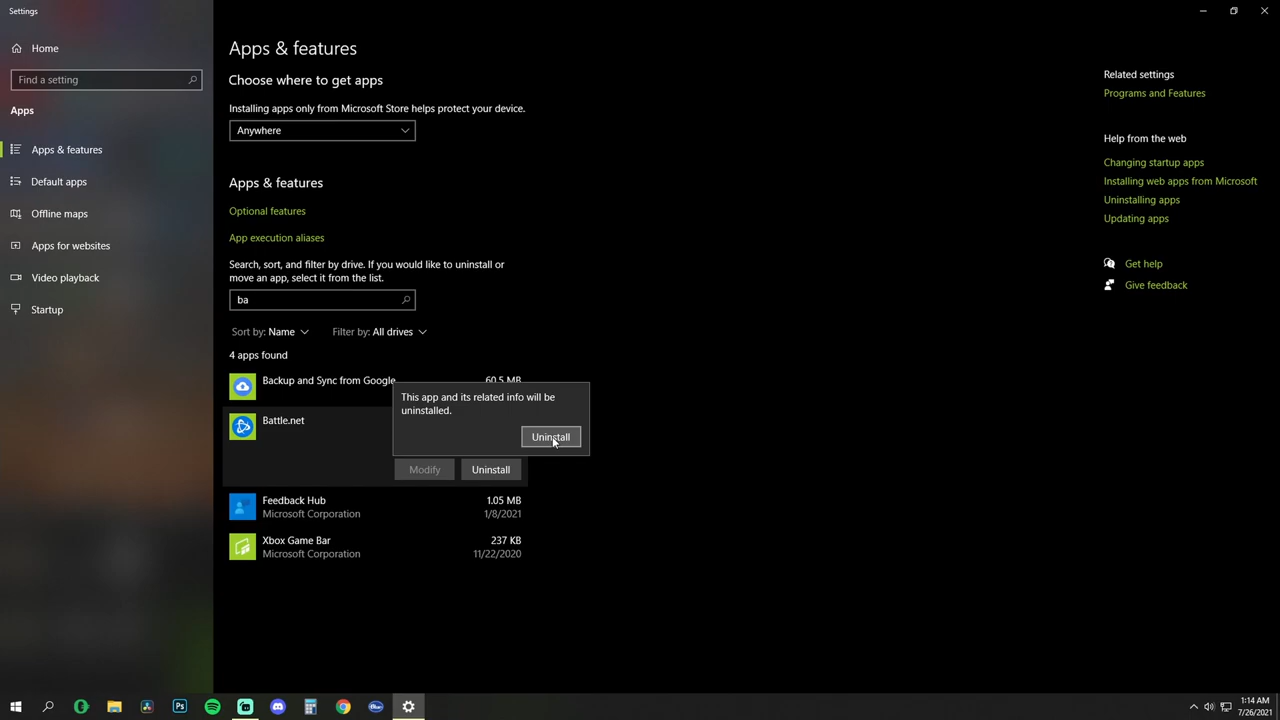 Settings
Home
Find a setting
Apps
Apps & features
Default apps
Offline maps
Apps for websites
Video playback
Startup
Apps & features
Choose where to get apps
Installing apps only from Microsoft Store helps protect your device.
Anywhere
Apps & features
Optional features
App execution aliases
Search, sort, and filter by drive. If you would like to uninstall or
move an app, select it from the list.
ba
Sort by: Name
Filter by: All drives
4 apps found
Backup and Sync from Google
60.5 MB
This app and its related info will be
uninstalled.
Uninstall
Battle.net
Modify
Uninstall
Feedback Hub
1.05 MB
Microsoft Corporation
1/8/2021
Xbox Game Bar
237 KB
Microsoft Corporation
11/22/2020
Related settings
Programs and Features
Help from the web
Changing startup apps
Installing web apps from Microsoft
Uninstalling apps
Updating apps
Get help
Give feedback
Ps
1:14 AM
7/26/2021